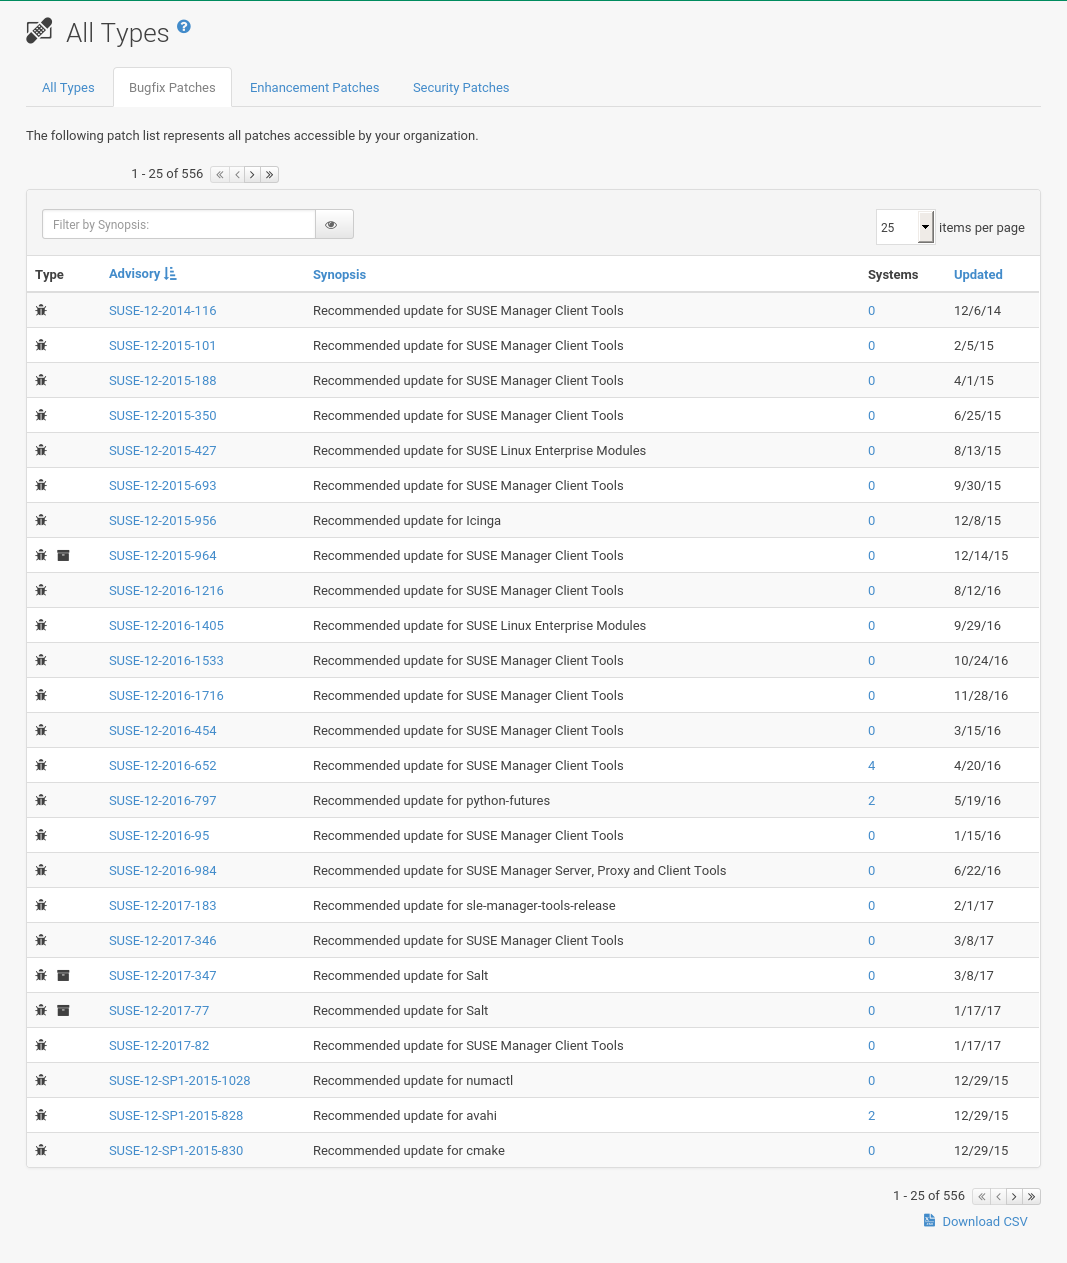 All Types ?
All Types Bugfix Patches Enhancement Patches Security Patches
The following patch list represents all patches accessible by your organization.
1 - 25 of 556
Filter by Synopsis: 25 items per page
Type Advisory Synopsis Systems Updated
SUSE-12-2014-116 Recommended update for SUSE Manager Client Tools 0 12/6/14
SUSE-12-2015-101 Recommended update for SUSE Manager Client Tools 0 2/5/15
SUSE-12-2015-188 Recommended update for SUSE Manager Client Tools 0 4/1/15
SUSE-12-2015-350 Recommended update for SUSE Manager Client Tools 0 6/25/15
SUSE-12-2015-427 Recommended update for SUSE Linux Enterprise Modules 0 8/13/15
SUSE-12-2015-693 Recommended update for SUSE Manager Client Tools 0 9/30/15
SUSE-12-2015-956 Recommended update for Icinga 0 12/8/15
SUSE-12-2015-964 Recommended update for SUSE Manager Client Tools 0 12/14/15
SUSE-12-2016-1216 Recommended update for SUSE Manager Client Tools 0 8/12/16
SUSE-12-2016-1405 Recommended update for SUSE Linux Enterprise Modules 0 9/29/16
SUSE-12-2016-1533 Recommended update for SUSE Manager Client Tools 0 10/24/16
SUSE-12-2016-1716 Recommended update for SUSE Manager Client Tools 0 11/28/16
SUSE-12-2016-454 Recommended update for SUSE Manager Client Tools 0 3/15/16
SUSE-12-2016-652 Recommended update for SUSE Manager Client Tools 4 4/20/16
SUSE-12-2016-797 Recommended update for python-futures 2 5/19/16
SUSE-12-2016-95 Recommended update for SUSE Manager Client Tools 0 1/15/16
SUSE-12-2016-984 Recommended update for SUSE Manager Server, Proxy and Client Tools 0 6/22/16
SUSE-12-2017-183 Recommended update for sle-manager-tools-release 0 2/1/17
SUSE-12-2017-346 Recommended update for SUSE Manager Client Tools 0 3/8/17
SUSE-12-2017-347 Recommended update for Salt 0 3/8/17
SUSE-12-2017-77 Recommended update for Salt 0 1/17/17
SUSE-12-2017-82 Recommended update for SUSE Manager Client Tools 0 1/17/17
SUSE-12-SP1-2015-1028 Recommended update for numactl 0 12/29/15
SUSE-12-SP1-2015-828 Recommended update for avahi 2 12/29/15
SUSE-12-SP1-2015-830 Recommended update for cmake 0 12/29/15
1 - 25 of 556
Download CSV